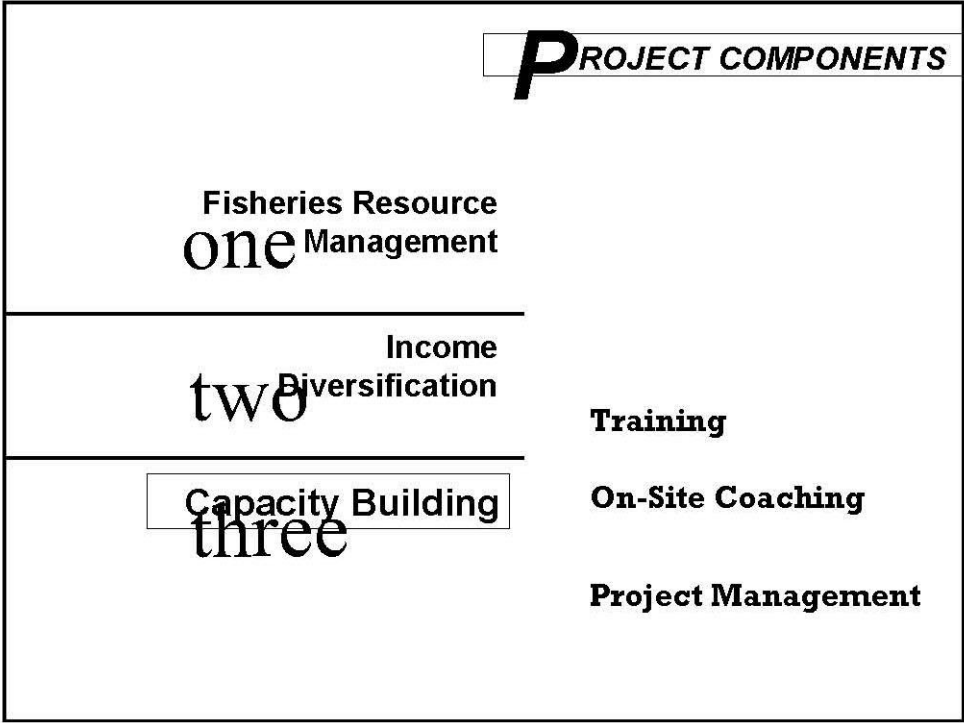 PROJECT COMPONENTS
Fisheries Resource
one Management
Income
two Diversification
Capacity Building
three
Training
On-Site Coaching
Project Management